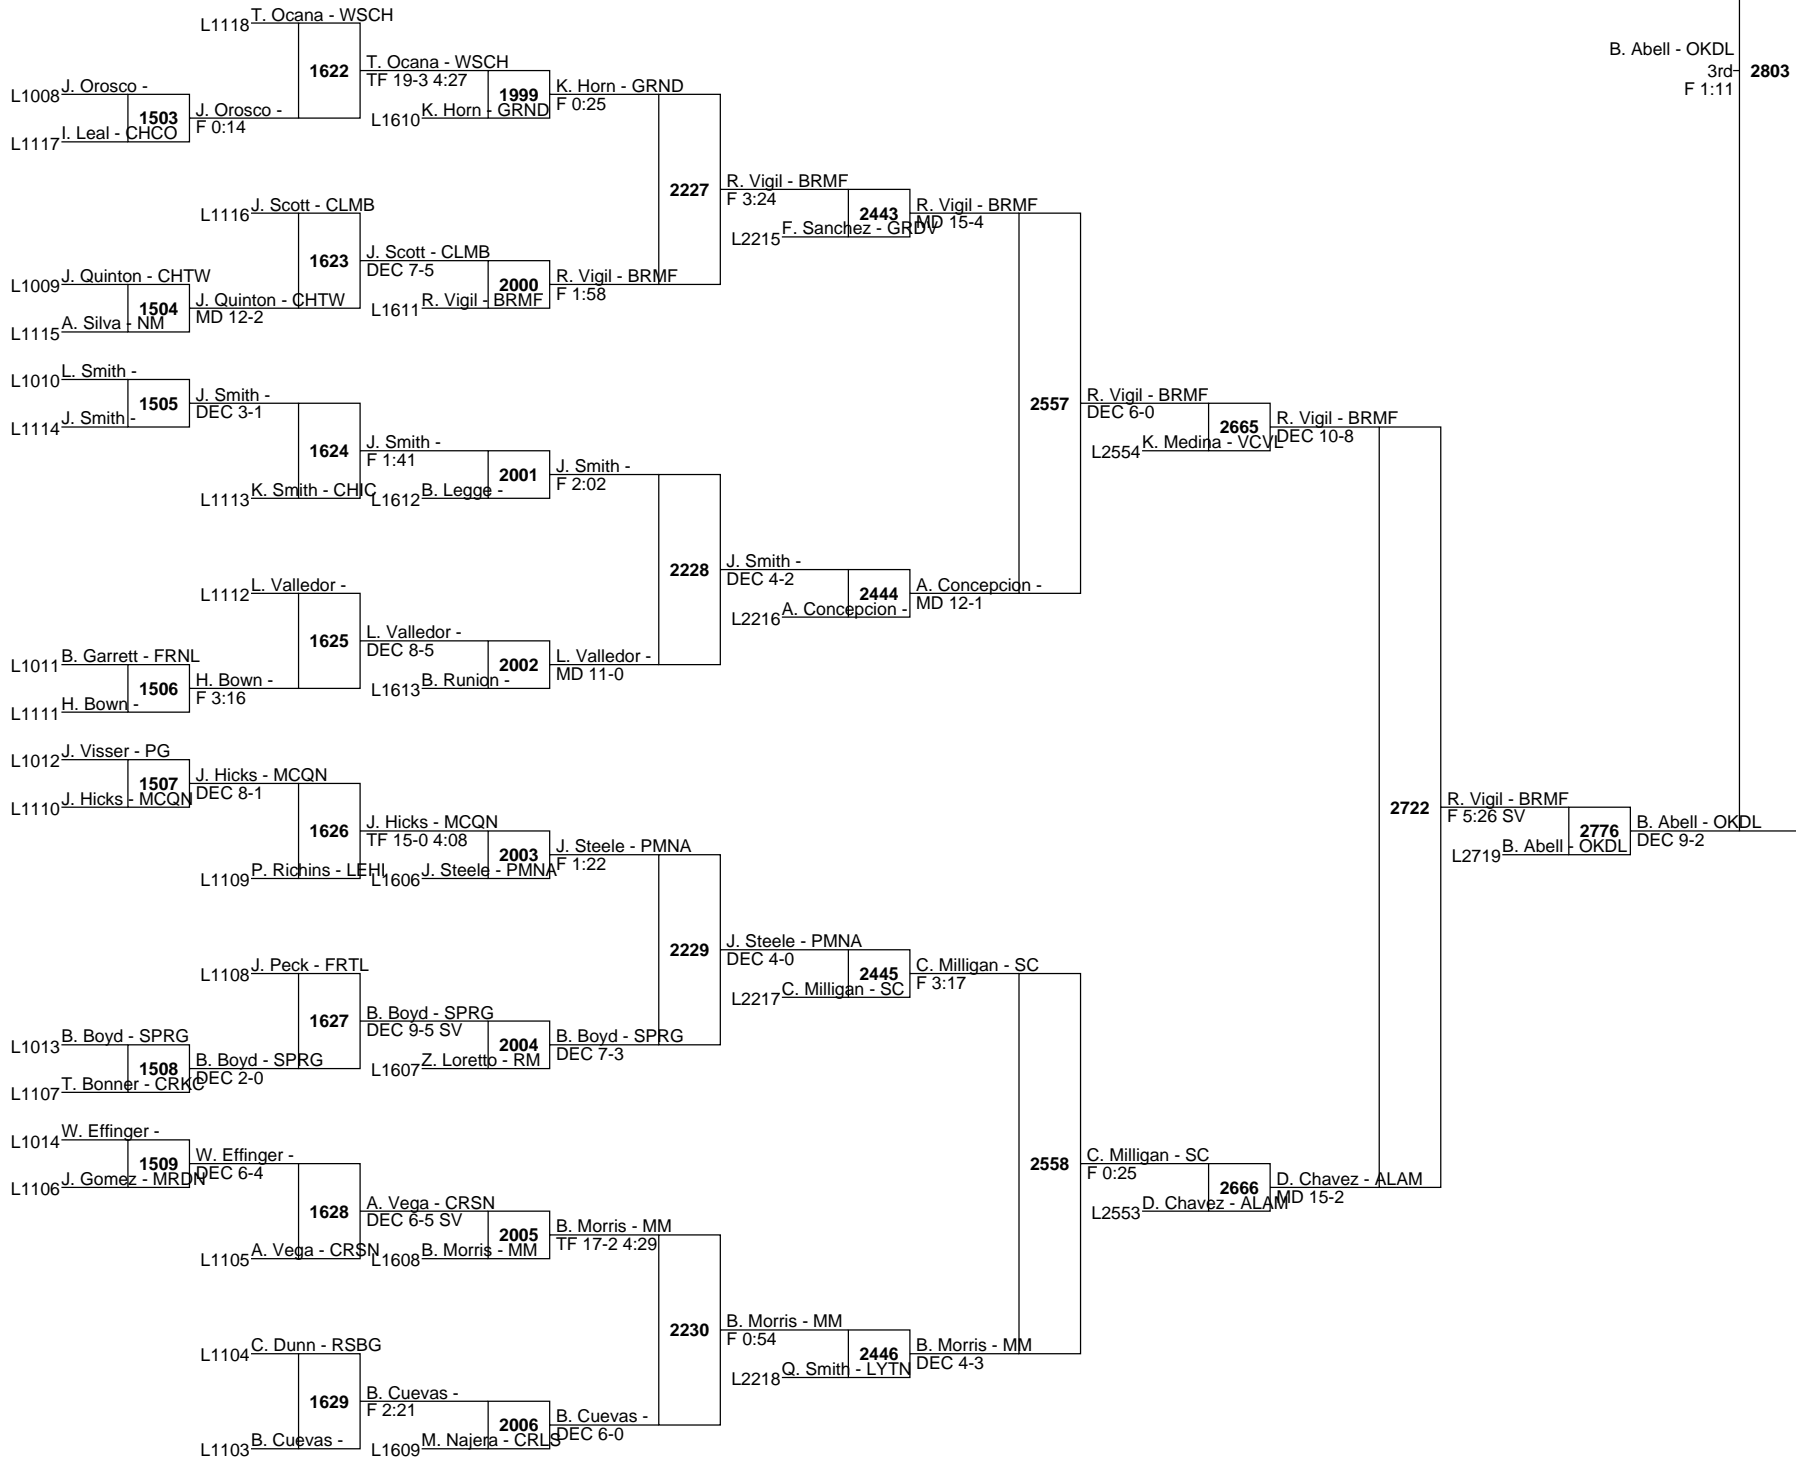 T. Ocana - WSCH
L1118
1622
T. Ocana - WSCH
TF 19-3 4:27
J. Orosco -
L1008
1503
J. Orosco -
F 0:14
I. Leal - CHCO
L1117
1999
K. Horn - GRND
L1610
K. Horn - GRND
F 0:25
2227
J. Scott - CLMB
L1116
1623
J. Scott - CLMB
DEC 7-5
J. Quinton - CHTW
L1009
1504
J. Quinton - CHTW
MD 12-2
A. Silva - NM
L1115
2000
R. Vigil - BRMF
L1611
R. Vigil - BRMF
F 1:58
R. Vigil - BRMF
F 3:24
2443
F. Sanchez - GRDV
L2215
R. Vigil - BRMF
MD 15-4
L. Smith -
L1010
1505
J. Smith -
L1114
J. Smith -
DEC 3-1
1624
K. Smith - CHIC
L1113
J. Smith -
F 1:41
2001
B. Legge -
L1612
J. Smith -
F 2:02
2228
L. Valledor -
L1112
1625
B. Garrett - FRNL
L1011
1506
H. Bown -
L1111
H. Bown -
F 3:16
L. Valledor -
DEC 8-5
2002
B. Runion -
L1613
L. Valledor -
MD 11-0
J. Smith -
DEC 4-2
2444
A. Concepcion -
L2216
A. Concepcion -
MD 12-1
2557
R. Vigil - BRMF
DEC 6-0
2665
K. Medina - VCVL
L2554
R. Vigil - BRMF
DEC 10-8
J. Visser - PG
L1012
1507
J. Hicks - MCQN
L1110
J. Hicks - MCQN
DEC 8-1
1626
P. Richins - LEHI
L1109
J. Hicks - MCQN
TF 15-0 4:08
2003
J. Steele - PMNA
L1606
J. Steele - PMNA
F 1:22
2229
J. Peck - FRTL
L1108
1627
B. Boyd - SPRG
L1013
1508
T. Bonner - CRKC
L1107
B. Boyd - SPRG
DEC 2-0
B. Boyd - SPRG
DEC 9-5 SV
2004
Z. Loretto - RM
L1607
B. Boyd - SPRG
DEC 7-3
J. Steele - PMNA
DEC 4-0
2445
C. Milligan - SC
L2217
C. Milligan - SC
F 3:17
W. Effinger -
L1014
1509
J. Gomez - MRDN
L1106
W. Effinger -
DEC 6-4
1628
A. Vega - CRSN
L1105
A. Vega - CRSN
DEC 6-5 SV
2005
B. Morris - MM
L1608
B. Morris - MM
TF 17-2 4:29
2230
C. Dunn - RSBG
L1104
1629
B. Cuevas -
L1103
B. Cuevas -
F 2:21
2006
M. Najera - CRLS
L1609
B. Cuevas -
DEC 6-0
B. Morris - MM
F 0:54
2446
Q. Smith - LYTN
L2218
B. Morris - MM
DEC 4-3
2558
C. Milligan - SC
F 0:25
2666
D. Chavez - ALAM
L2553
D. Chavez - ALAM
MD 15-2
2722
R. Vigil - BRMF
F 5:26 SV
2776
B. Abell - OKDL
L2719
B. Abell - OKDL
DEC 9-2
B. Abell - OKDL
3rd
F 1:11
2803